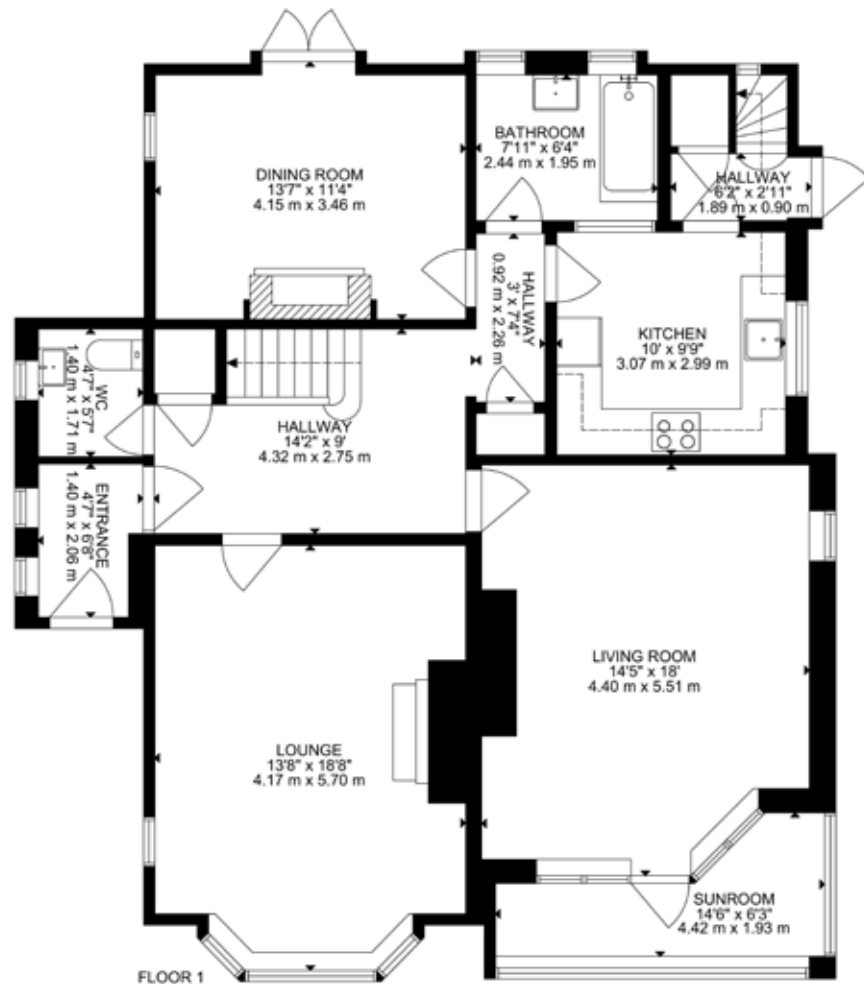 DINING ROOM
13'7" x 11'4"
4.15 m x 3.46 m
BATHROOM
7'11" x 6'4"
2.44 m x 1.95 m
HALLWAY
6'2" x 2'11"
1.89 m x 0.90 m
HALLWAY
3' x 7'4"
0.92 m x 2.26 m
KITCHEN
10' x 9'9"
3.07 m x 2.99 m
WC
4'7" x 5'7"
1.40 m x 1.71 m
HALLWAY
14'2" x 9'
4.32 m x 2.75 m
ENTRANCE
4'7" x 6'8"
1.40 m x 2.06 m
LIVING ROOM
14'5" x 18'
4.40 m x 5.51 m
LOUNGE
13'8" x 18'8"
4.17 m x 5.70 m
SUNROOM
14'6" x 6'3"
4.42 m x 1.93 m
FLOOR 1